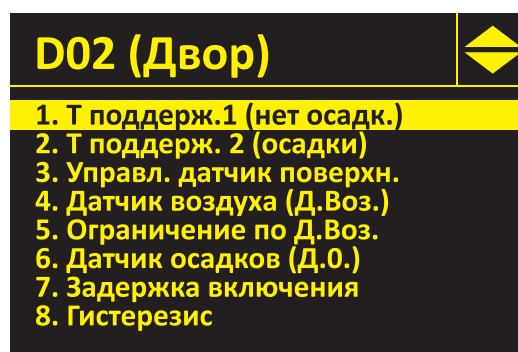 D02 (Двор)
1. Т поддерж.1 (нет осадк.)
2. Т поддерж. 2 (осадки)
3. Управл. датчик поверхн.
4. Датчик воздуха (Д.Воз.)
5. Ограничение по Д.Воз.
6. Датчик осадков (Д.0.)
7. Задержка включения
8. Гистерезис